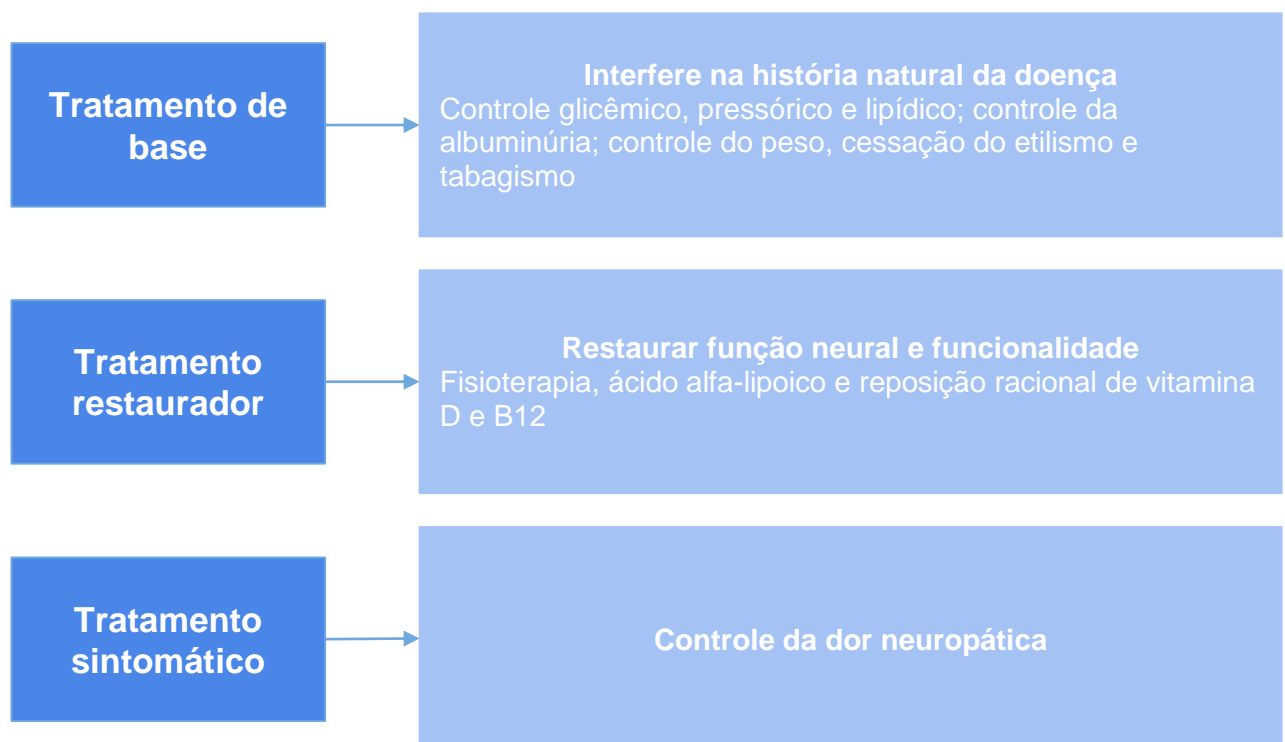 Tratamento de
base
Interfere na história natural da doença
Controle glicêmico, pressórico e lipídico; controle da
albuminúria; controle do peso, cessação do etilismo e
tabagismo
Tratamento
restaurador
Restaurar função neural e funcionalidade
Fisioterapia, ácido alfa-lipoico e reposição racional de vitamina
D e B12
Tratamento
sintomático
Controle da dor neuropática